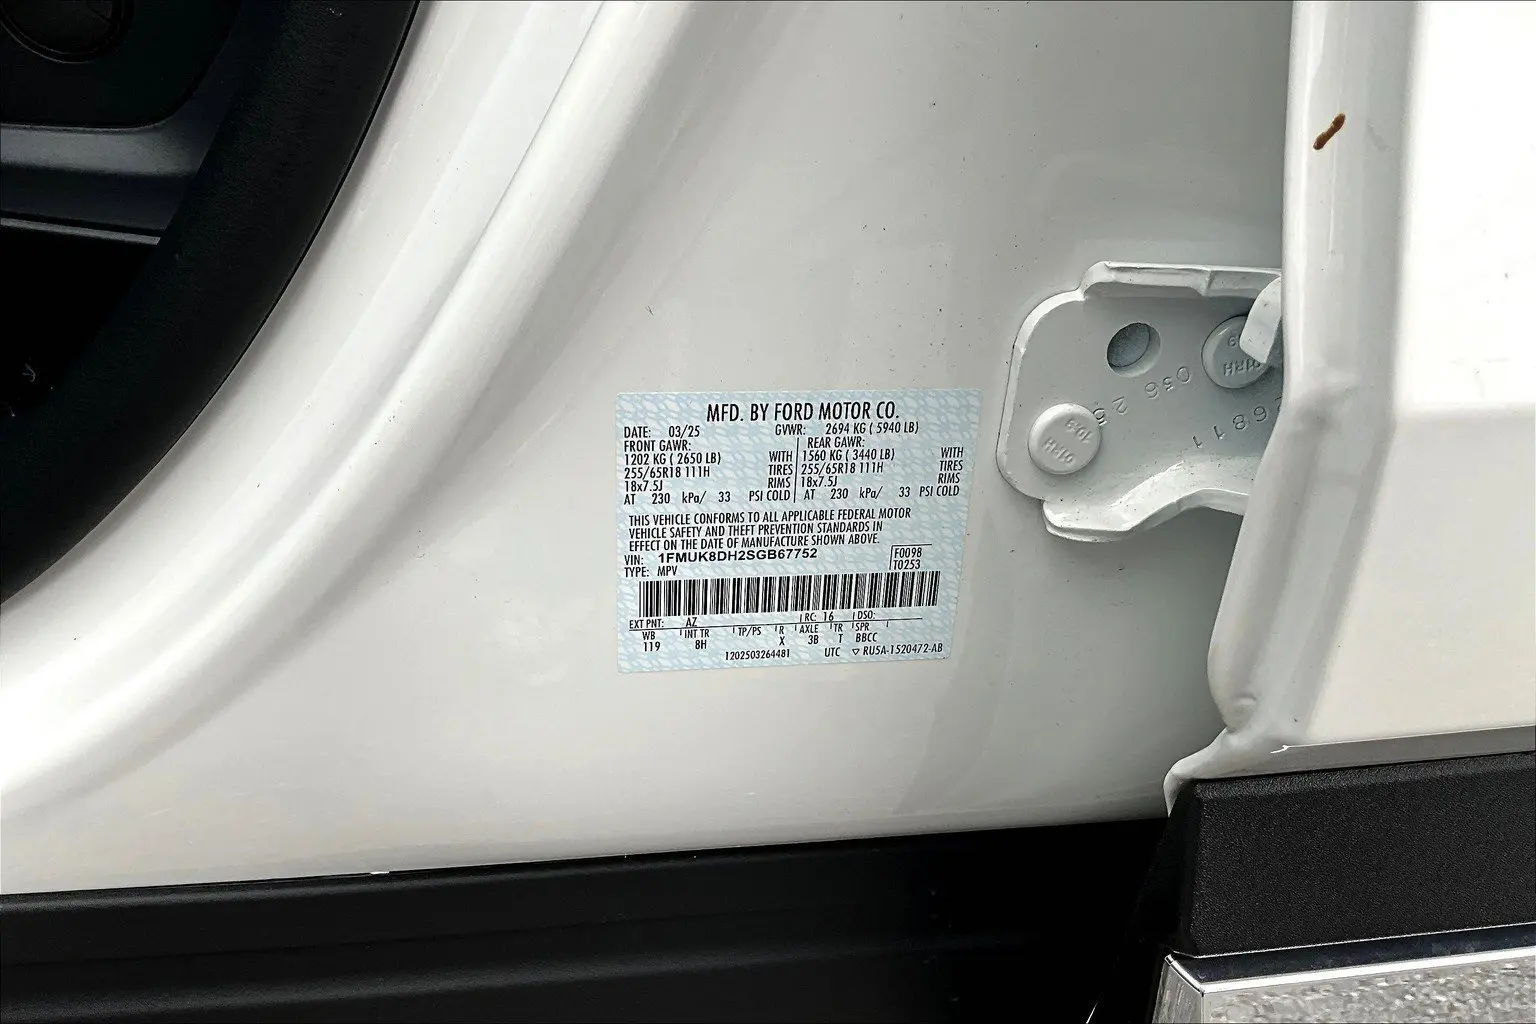 MFD. BY FORD MOTOR CO.
DATE: 03/25 GVWR: 2694 KG ( 5940 LB)
FRONT GAWR: REAR GAWR:
1202 KG ( 2650 LB) WITH 1560 KG ( 3440 LB) WITH
255/65R18 111H TIRES 255/65R18 111H TIRES
18x7.5J RIMS 18x7.5J RIMS
AT 230 kPa/ 33 PSI COLD AT 230 kPa/ 33 PSI COLD
THIS VEHICLE CONFORMS TO ALL APPLICABLE FEDERAL MOTOR
VEHICLE SAFETY AND THEFT PREVENTION STANDARDS IN
EFFECT ON THE DATE OF MANUFACTURE SHOWN ABOVE.
VIN: 1FMUK8DH2SGB67752 F0098
TYPE: MPV T0253
EXT PNT: AZ RC: 16 DSO:
WB INT TR TP/PS R AXLE TR SPR
119 8H X 3B T BBCC
1202503264481 UTC ▽ RU5A-1520472-AB
056 25
26811
10.9